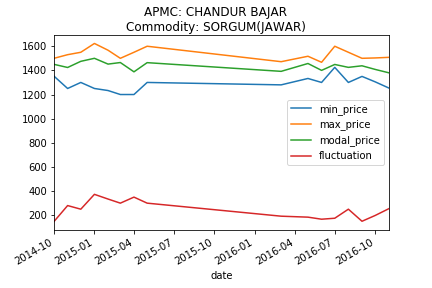 APMC: CHANDUR BAJAR
Commodity: SORGUM(JAWAR)
1600
1400
1200
1000
800
600
400
200
min_price
max_price
modal_price
fluctuation
2014-10
2015-01
2015-04
2015-07
2015-10
2016-01
2016-04
2016-07
2016-10
date